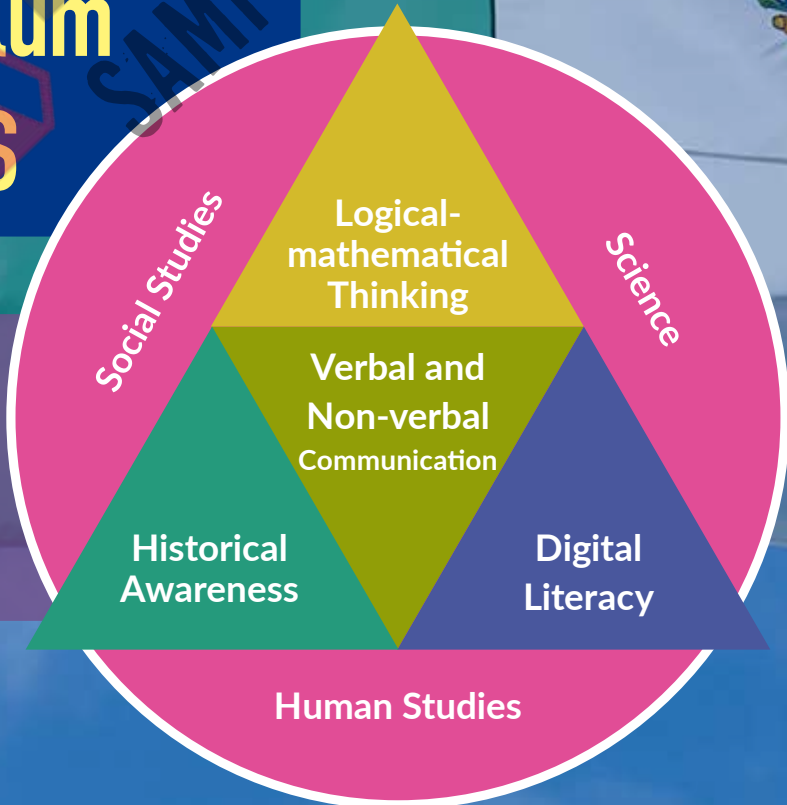 Social Studies
Science
Logical-
mathematical
Thinking
Verbal and
Non-verbal
Communication
Historical
Awareness
Digital
Literacy
Human Studies